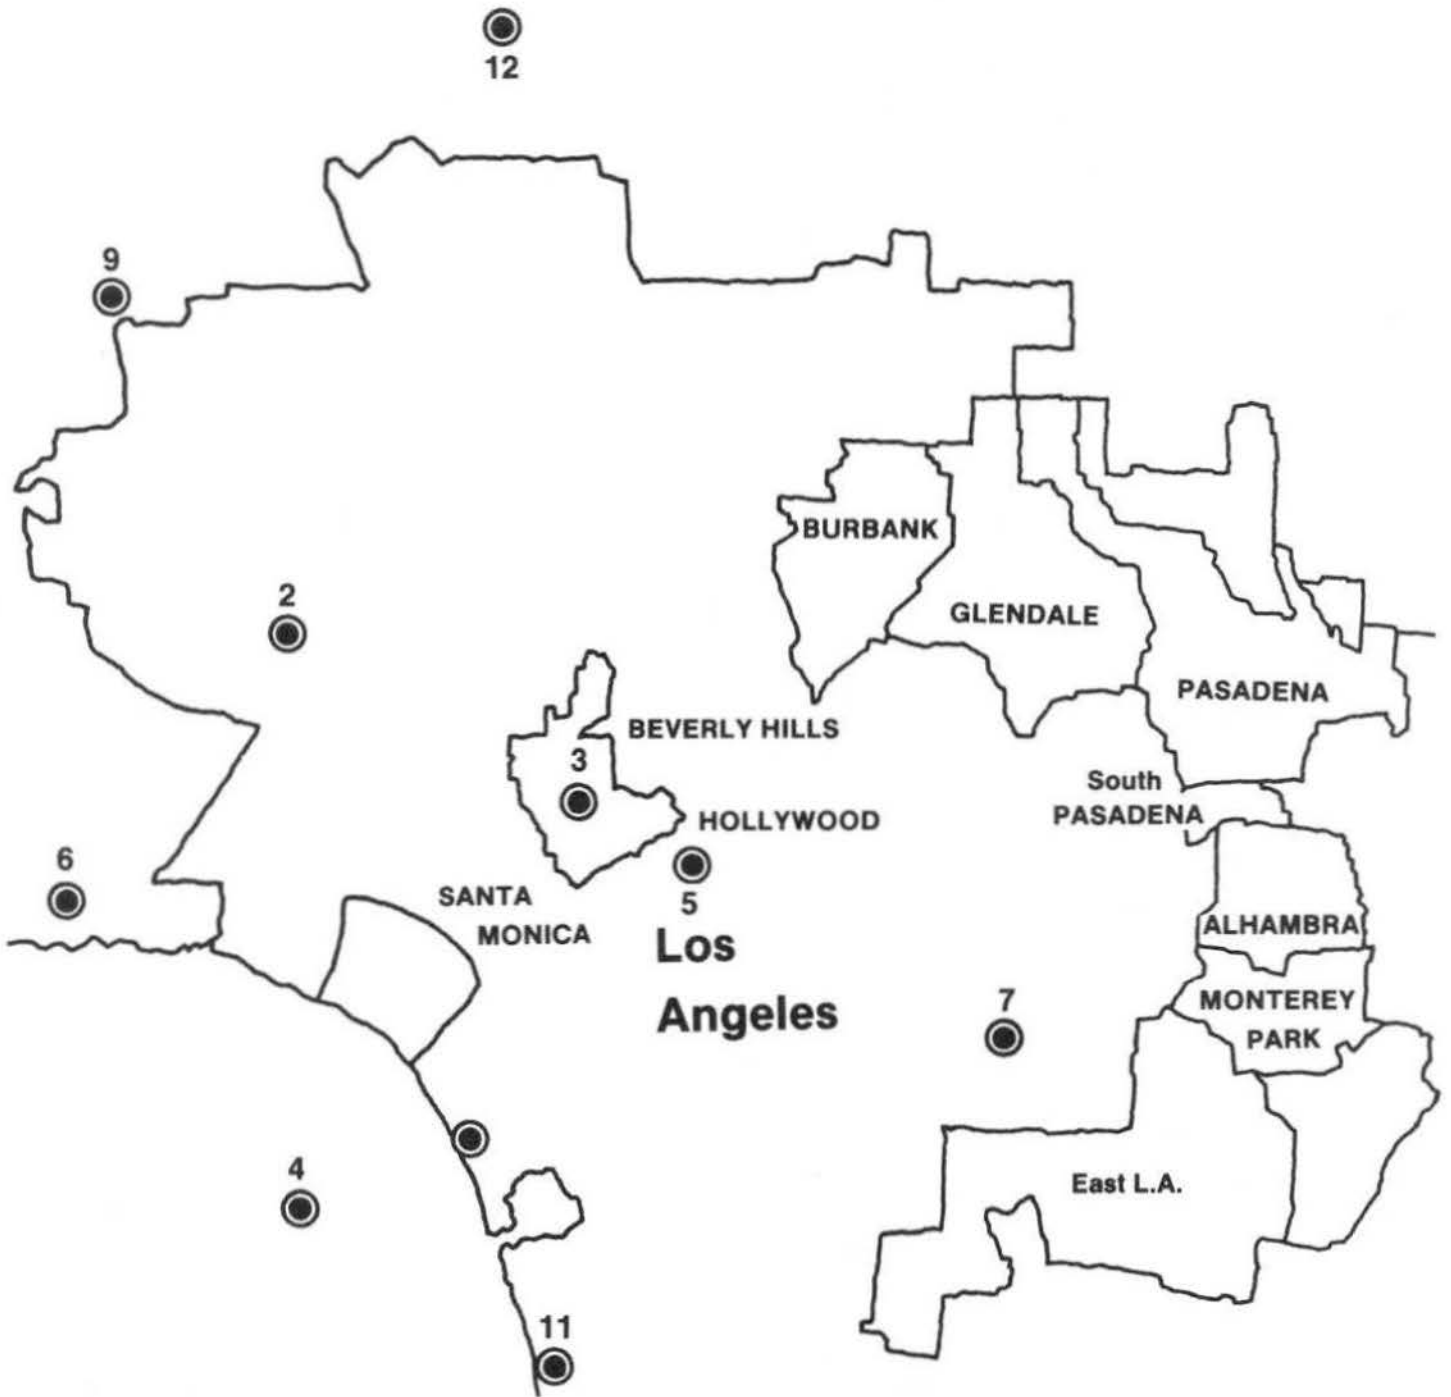 12
9
BURBANK
2
GLENDALE
PASADENA
BEVERLY HILLS
3
South
PASADENA
HOLLYWOOD
6
SANTA
MONICA
5
Los
Angeles
ALHAMBRA
7
MONTEREY
PARK
4
East L.A.
11